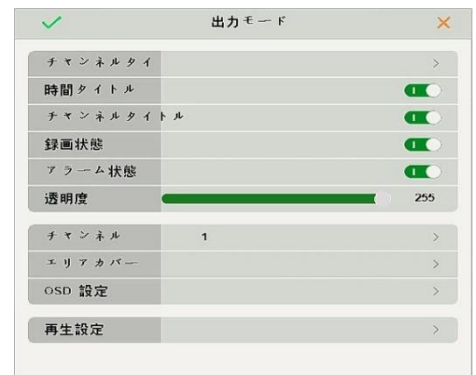 出力モード
チャンネルタイ
時間タイトル
チャンネルタイトル
録画状態
アラーム状態
透明度 255
チャンネル 1
エリアカバー
OSD 設定
再生設定